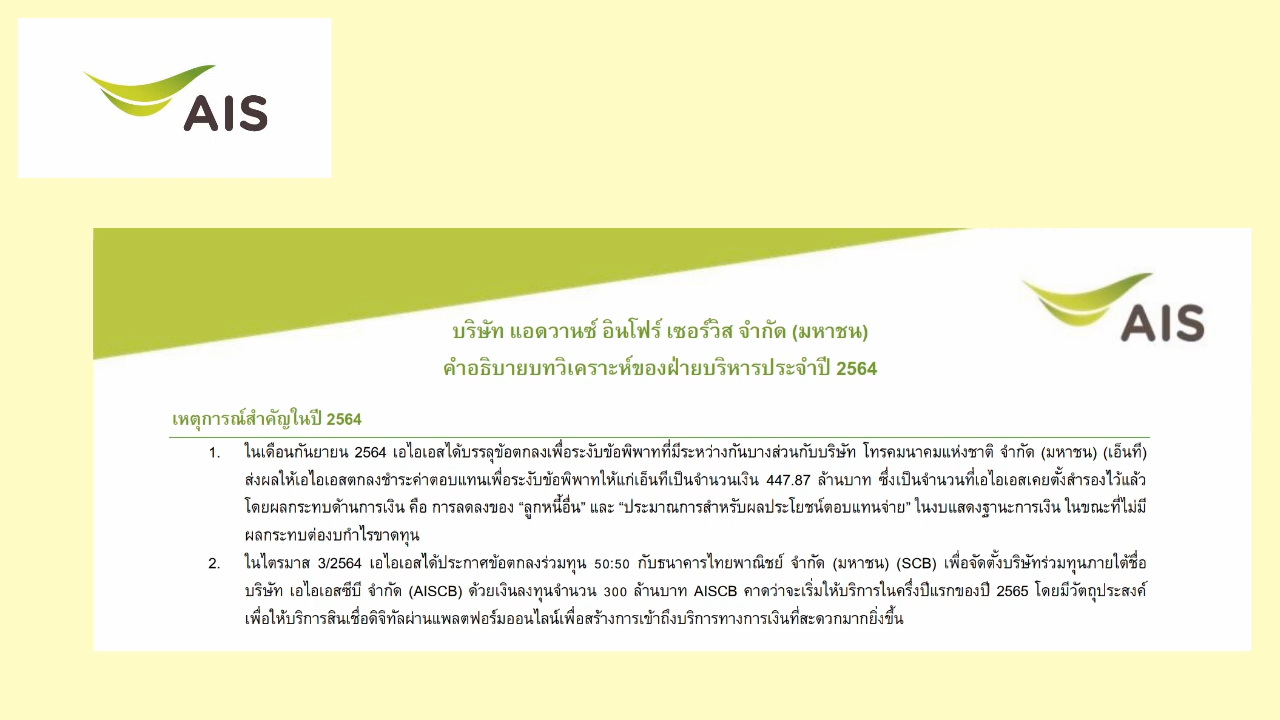 AIS
AIS
บริษัท แอดวานซ์ อินโฟร์ เซอร์วิส จำกัด (มหาชน)
คำอธิบายบทวิเคราะห์ของฝ่ายบริหารประจำปี 2564
เหตุการณ์สำคัญในปี 2564
1. ในเดือนกันยายน 2564 เอไอเอสได้บรรลุข้อตกลงเพื่อระงับข้อพิพาทที่มีระหว่างกันบางส่วนกับบริษัท โทรคมนาคมแห่งชาติ จำกัด (มหาชน) (เอ็นที)
ส่งผลให้เอไอเอสตกลงชำระค่าตอบแทนเพื่อระงับข้อพิพาทให้แก่เอ็นทีเป็นจำนวนเงิน 447.87 ล้านบาท ซึ่งเป็นจำนวนที่เอไอเอสเคยตั้งสำรองไว้แล้ว
โดยผลกระทบด้านการเงิน คือ การลดลงของ “ลูกหนี้อื่น” และ “ประมาณการสำหรับผลประโยชน์ตอบแทนจ่าย” ในงบแสดงฐานะการเงิน ในขณะที่ไม่มี
ผลกระทบต่องบกำไรขาดทุน
2. ในไตรมาส 3/2564 เอไอเอสได้ประกาศข้อตกลงร่วมทุน 50:50 กับธนาคารไทยพาณิชย์ จำกัด (มหาชน) (SCB) เพื่อจัดตั้งบริษัทร่วมทุนภายใต้ชื่อ
บริษัท เอไอเอสซีบี จำกัด (AISCB) ด้วยเงินลงทุนจำนวน 300 ล้านบาท AISCB คาดว่าจะเริ่มให้บริการในครึ่งปีแรกของปี 2565 โดยมีวัตถุประสงค์
เพื่อให้บริการสินเชื่อดิจิทัลผ่านแพลตฟอร์มออนไลน์เพื่อสร้างการเข้าถึงบริการทางการเงินที่สะดวกมากยิ่งขึ้น